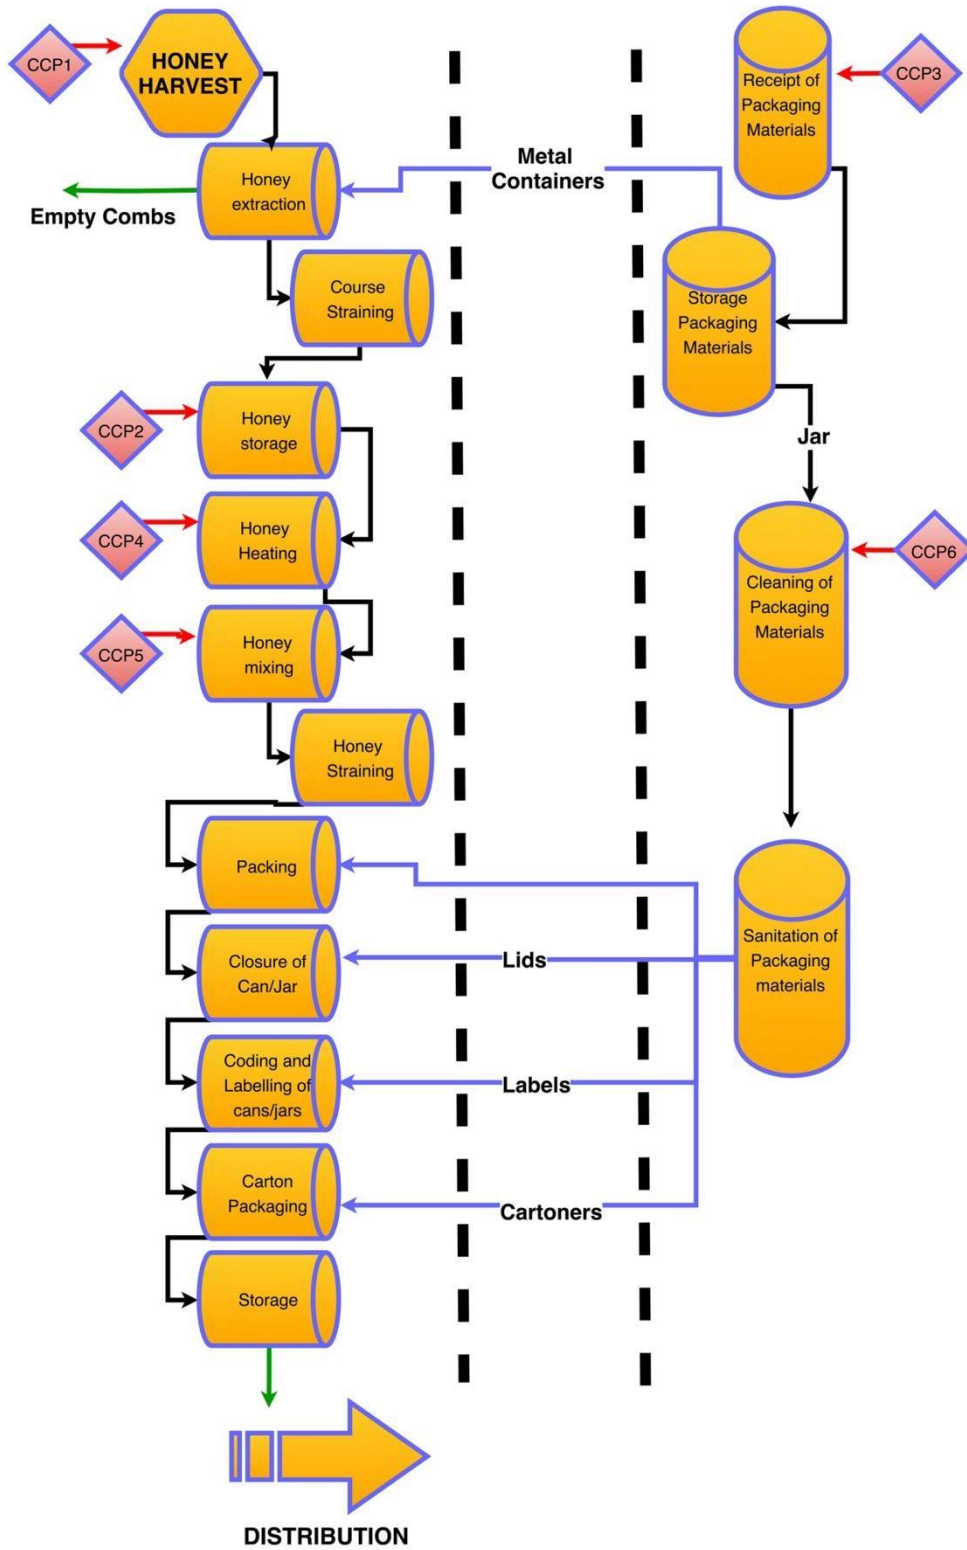 CCP1
HONEY
HARVEST
Receipt of
Packaging
Materials
CCP3
Metal
Containers
Honey
extraction
Empty Combs
Course
Straining
Storage
Packaging
Materials
CCP2
Honey
storage
Jar
CCP4
Honey
Heating
CCP6
Cleaning of
Packaging
Materials
CCP5
Honey
mixing
Honey
Straining
Packing
Sanitation of
Packaging
materials
Closure of
Can/Jar
Lids
Coding and
Labelling of
cans/jars
Labels
Carton
Packaging
Cartoners
Storage
DISTRIBUTION